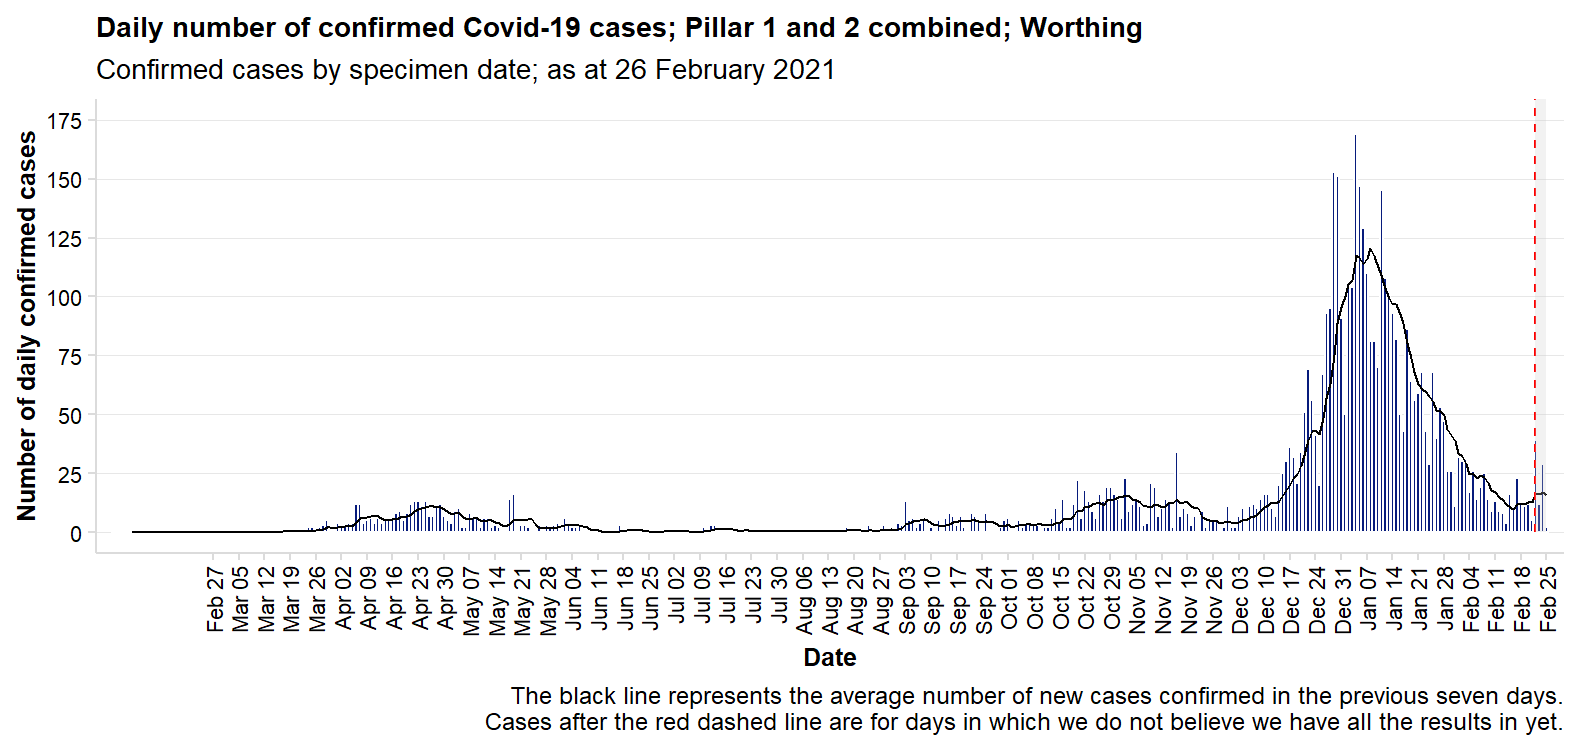 Daily number of confirmed Covid-19 cases; Pillar 1 and 2 combined; Worthing
Confirmed cases by specimen date; as at 26 February 2021
Number of daily confirmed cases
175
150
125
100
75
50
25
0
Feb 27
Mar 05
Mar 12
Mar 19
Mar 26
Apr 02
Apr 09
Apr 16
Apr 23
Apr 30
May 07
May 14
May 21
May 28
Jun 04
Jun 11
Jun 18
Jun 25
Jul 02
Jul 09
Jul 16
Jul 23
Jul 30
Aug 06
Aug 13
Aug 20
Aug 27
Sep 03
Sep 10
Sep 17
Sep 24
Oct 01
Oct 08
Oct 15
Oct 22
Oct 29
Nov 05
Nov 12
Nov 19
Nov 26
Dec 03
Dec 10
Dec 17
Dec 24
Dec 31
Jan 07
Jan 14
Jan 21
Jan 28
Feb 04
Feb 11
Feb 18
Feb 25
Date
The black line represents the average number of new cases confirmed in the previous seven days.
Cases after the red dashed line are for days in which we do not believe we have all the results in yet.